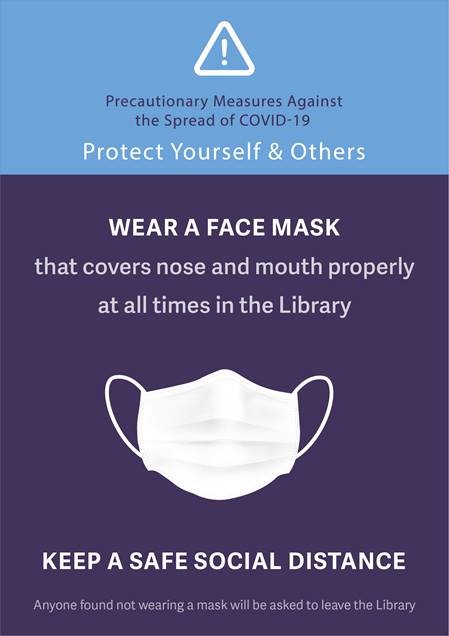 Precautionary Measures Against
the Spread of COVID-19
Protect Yourself & Others
WEAR A FACE MASK
that covers nose and mouth properly
at all times in the Library
KEEP A SAFE SOCIAL DISTANCE
Anyone found not wearing a mask will be asked to leave the Library